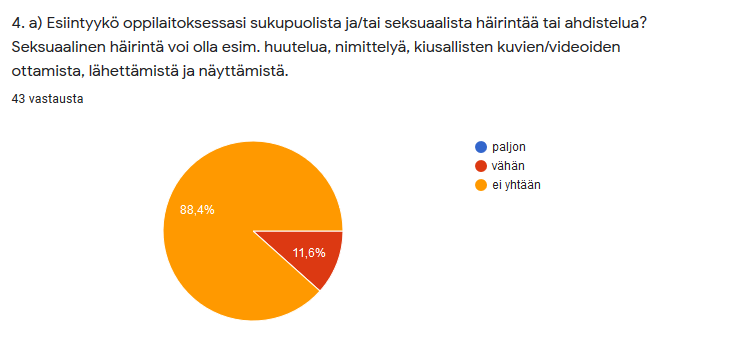 4. a) Esiintyykö oppilaitoksessasi sukupuolista ja/tai seksuaalista häirintää tai ahdistelua?
Seksuaalinen häirintä voi olla esim. huutelua, nimittelyä, kiusallisten kuvien/videoiden
ottamista, lähettämistä ja näyttämistä.
43 vastausta
paljon
vähän
ei yhtään
88,4%
11,6%